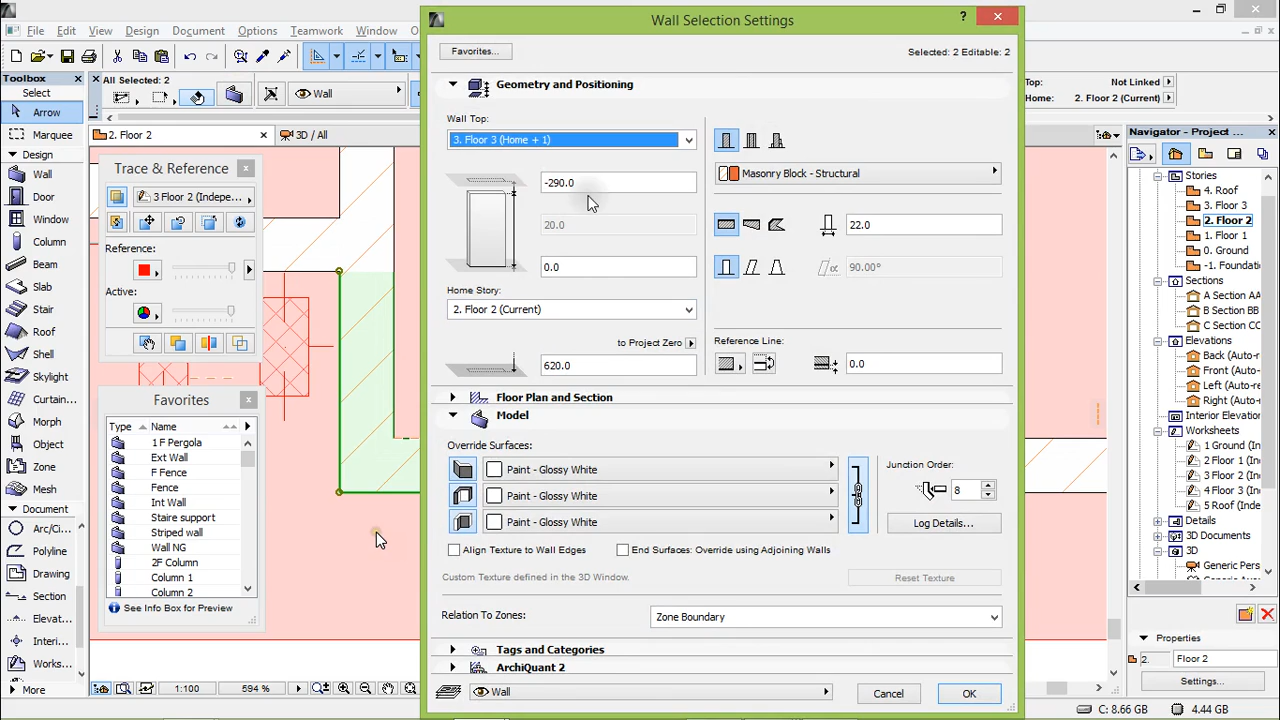 Wall Selection Settings
File Edit View Design Document Options Teamwork Window
Favorites...
Selected: 2 Editable: 2
Toolbox
Select
Arrow
Marquee
Design
Wall
Door
Window
Column
Beam
Slab
Stair
Roof
Shell
Skylight
Curtain...
Morph
Object
Zone
Mesh
Document
Arc/Ci...
Polyline
Drawing
Section
Elevat...
Interi...
Works...
More
All Selected: 2
Wall
2. Floor 2
3D / All
Trace & Reference
3 Floor 2 (Indepe...
Reference:
Active:
Favorites
Type Name
1 F Pergola
Ext Wall
F Fence
Fence
Int Wall
Staire support
Striped wall
Wall NG
2F Column
Column 1
Column 2
See Info Box for Preview
1:100
594 %
Geometry and Positioning
Wall Top:
3. Floor 3 (Home + 1)
-290.0
20.0
0.0
Home Story:
2. Floor 2 (Current)
to Project Zero
620.0
Masonry Block - Structural
22.0
90.00°
Reference Line:
0.0
Floor Plan and Section
Model
Override Surfaces:
Paint - Glossy White
Paint - Glossy White
Paint - Glossy White
Junction Order:
8
Log Details...
Align Texture to Wall Edges
End Surfaces: Override using Adjoining Walls
Custom Texture defined in the 3D Window.
Reset Texture
Relation To Zones:
Zone Boundary
Tags and Categories
ArchiQuant 2
Wall
Cancel
OK
Top: Not Linked
Home: 2. Floor 2 (Current)
Navigator - Project ...
Stories
4. Roof
3. Floor 3
2. Floor 2
1. Floor 1
0. Ground
-1. Foundati
Sections
A Section AA
B Section BB
C Section CC
Elevations
Back (Auto-r
Front (Auto-r
Left (Auto-re
Right (Auto-r
Interior Elevat
Worksheets
1 Ground (In
2 Floor 1 (In
3 Floor 2 (In
4 Floor 3 (In
5 Roof (Inde
Details
3D Documents
3D
Generic Pers
Properties
2. Floor 2
Settings...
C: 8.66 GB
4.44 GB